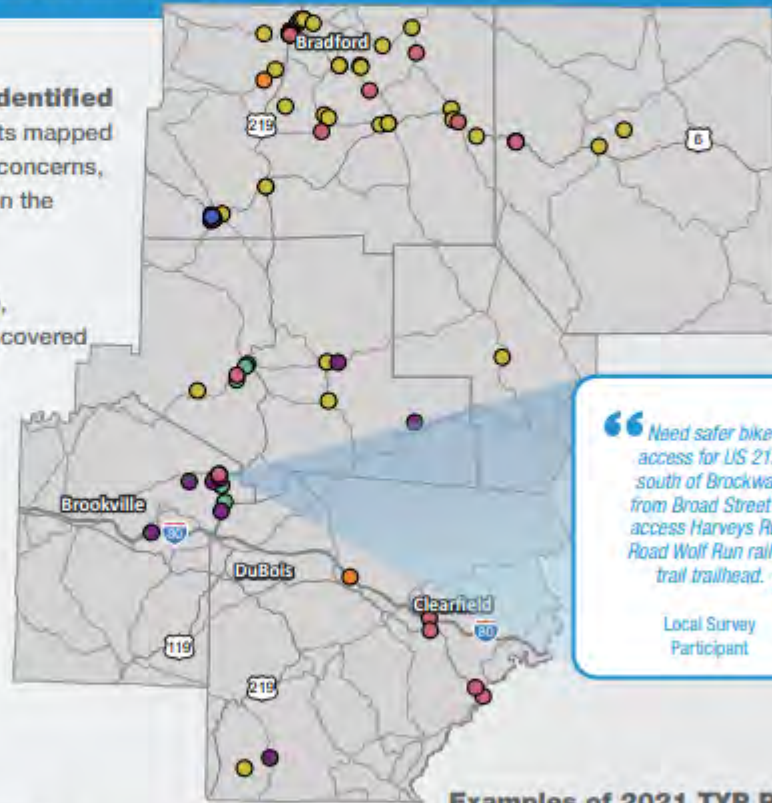 dentified
ts mapped
concerns,
n the
covered
Bradford
219
6
Brookville
80
DuBois
Clearfield
80
119
219
“ Need safer bike
access for US 21
south of Brockwa
from Broad Street
access Harveys R
Road Wolf Run rail
trail trailhead.
Local Survey
Participant
Examples of 2021 TYP P